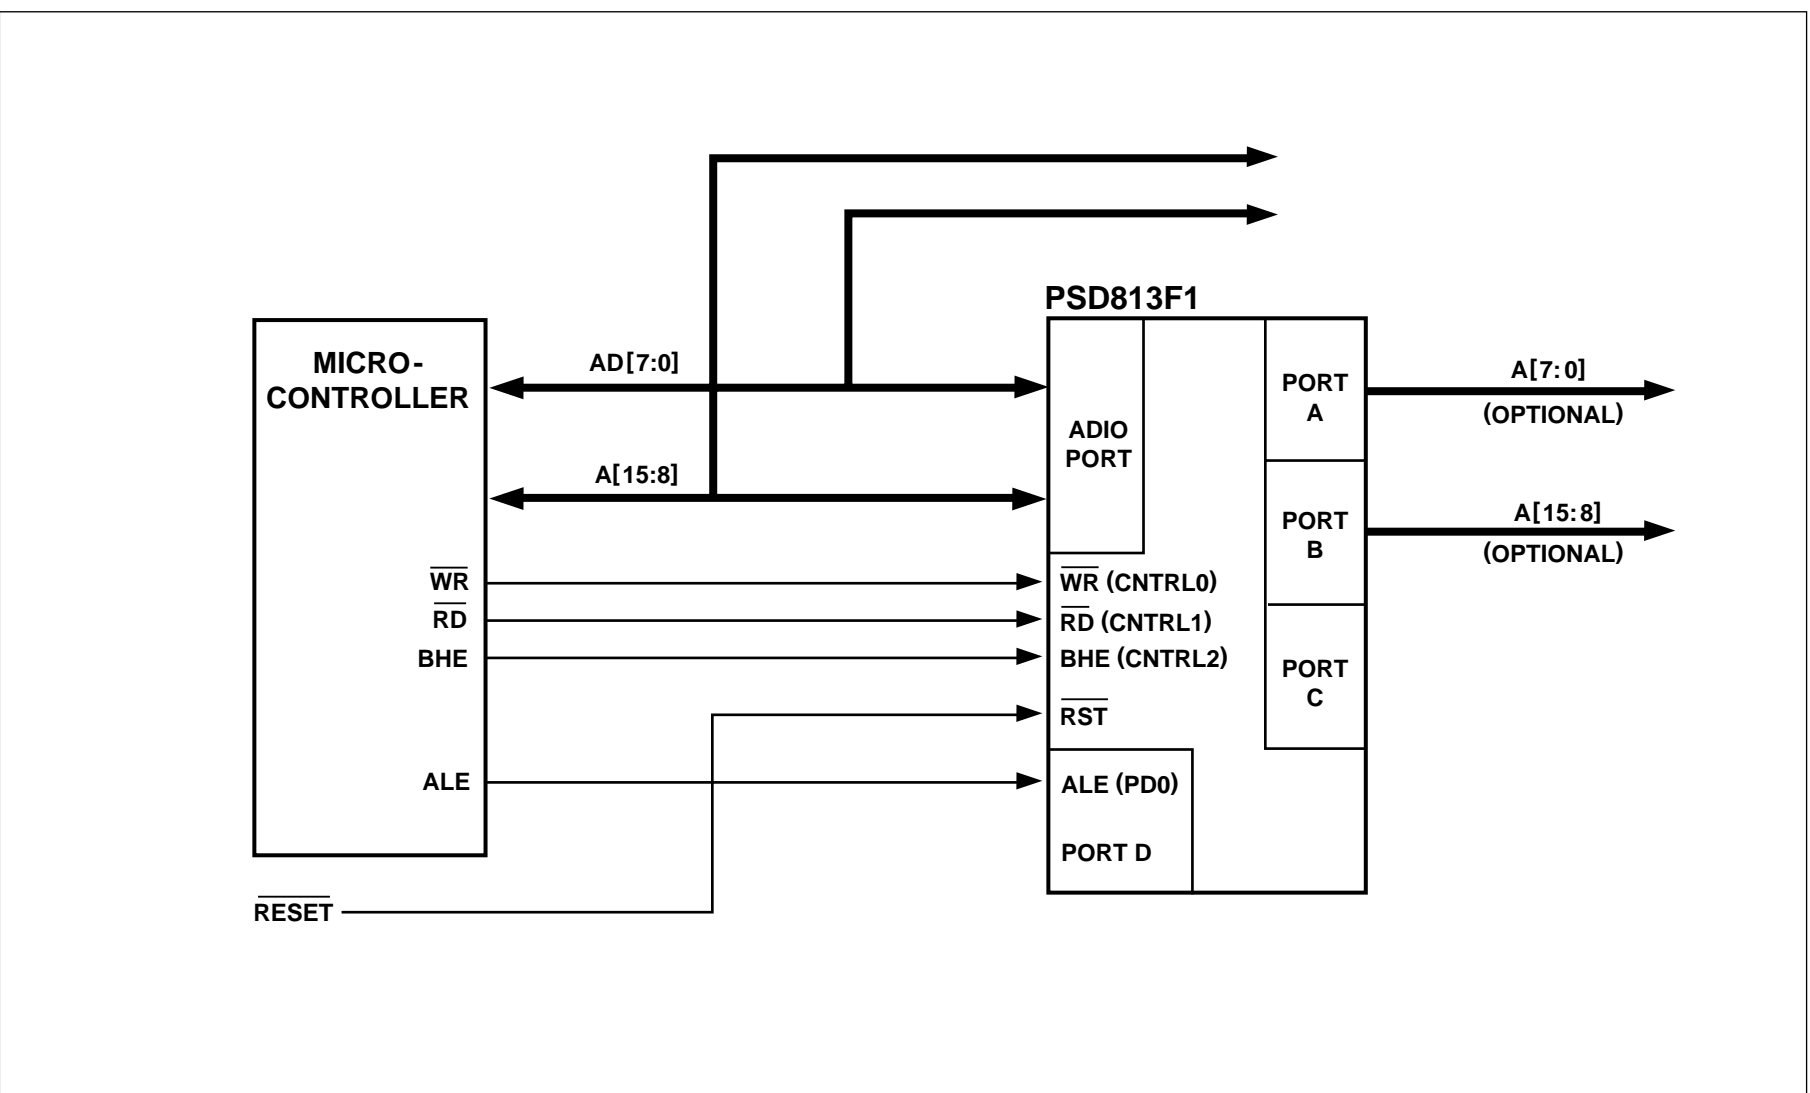 PSD813F1
MICRO-
CONTROLLER
AD[7:0]
A[15:8]
WR
RD
BHE
ALE
RESET
ADIO
PORT
WR (CNTRL0)
RD (CNTRL1)
BHE (CNTRL2)
RST
ALE (PD0)
PORT D
PORT
A
PORT
B
PORT
C
A[7:0]
(OPTIONAL)
A[15:8]
(OPTIONAL)